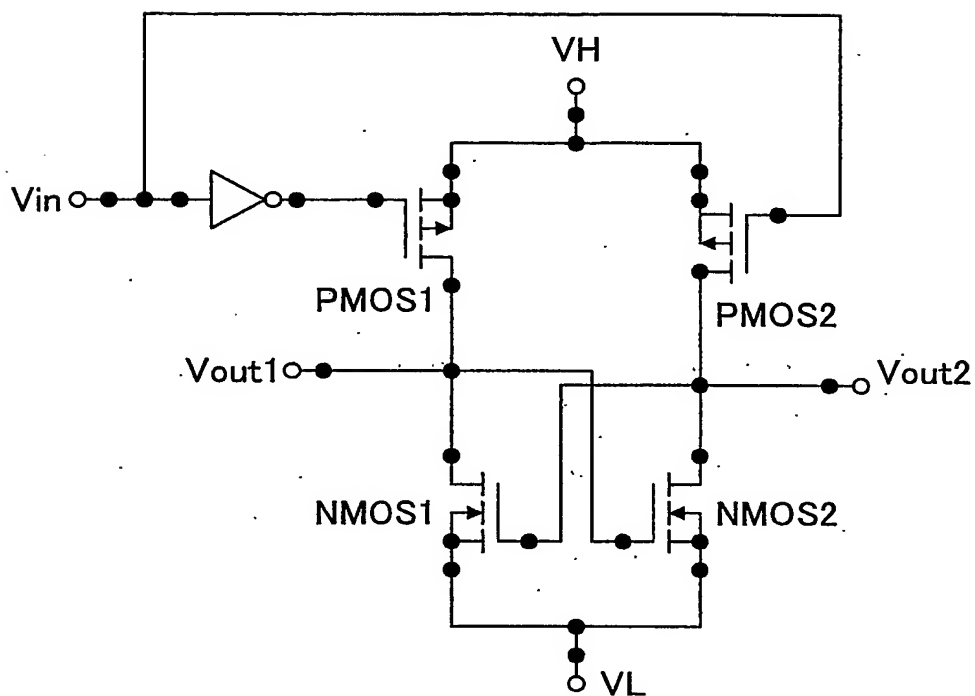 VH
Vin
PMOS1
PMOS2
Vout1
Vout2
NMOS1
NMOS2
VL